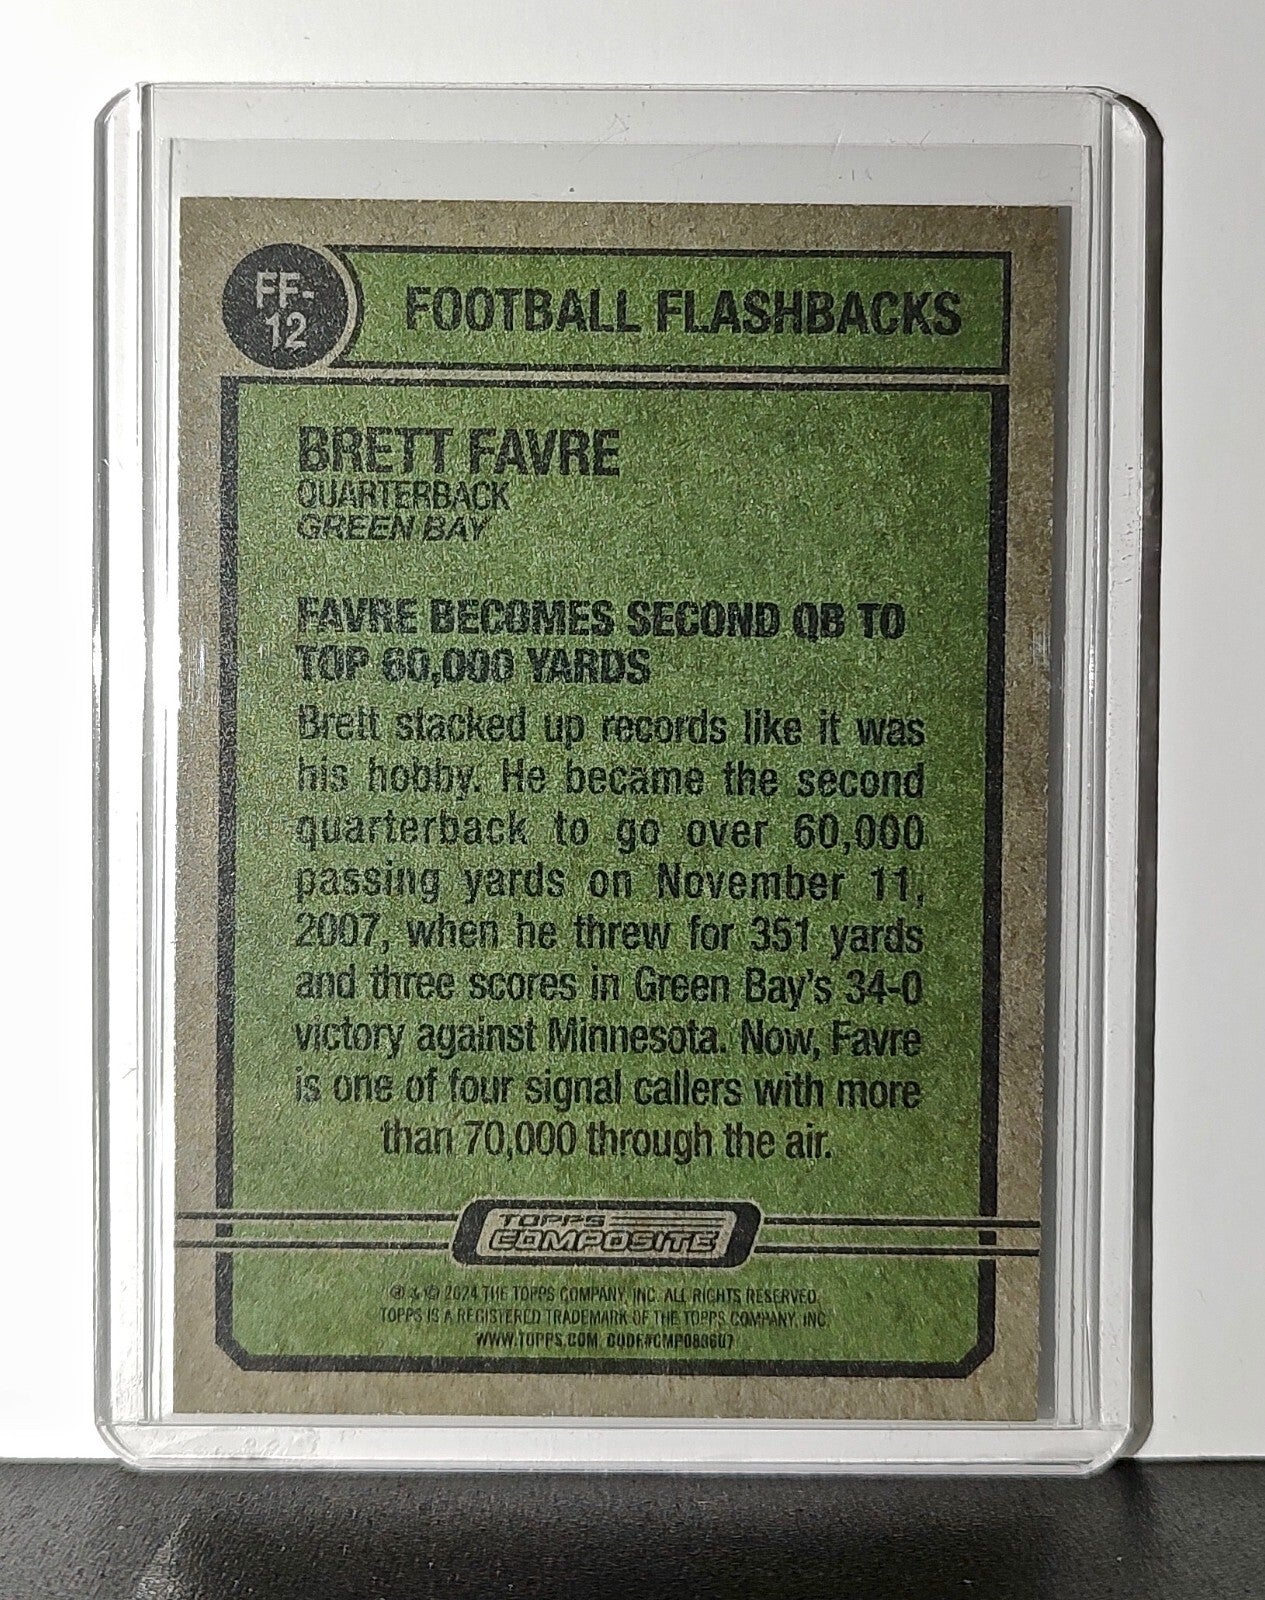 FF-
12
FOOTBALL FLASHBACKS
BRETT FAVRE
QUARTERBACK
GREEN BAY
FAVRE BECOMES SECOND QB TO
TOP 60,000 YARDS
Brett stacked up records like it was
his hobby. He became the second
quarterback to go over 60,000
passing yards on November 11,
2007, when he threw for 351 yards
and three scores in Green Bay's 34-0
victory against Minnesota. Now, Favre
is one of four signal callers with more
than 70,000 through the air.
TOPPS
COMPOSITE
® & © 2024 THE TOPPS COMPANY, INC. ALL RIGHTS RESERVED.
TOPPS IS A REGISTERED TRADEMARK OF THE TOPPS COMPANY, INC.
WWW.TOPPS.COM